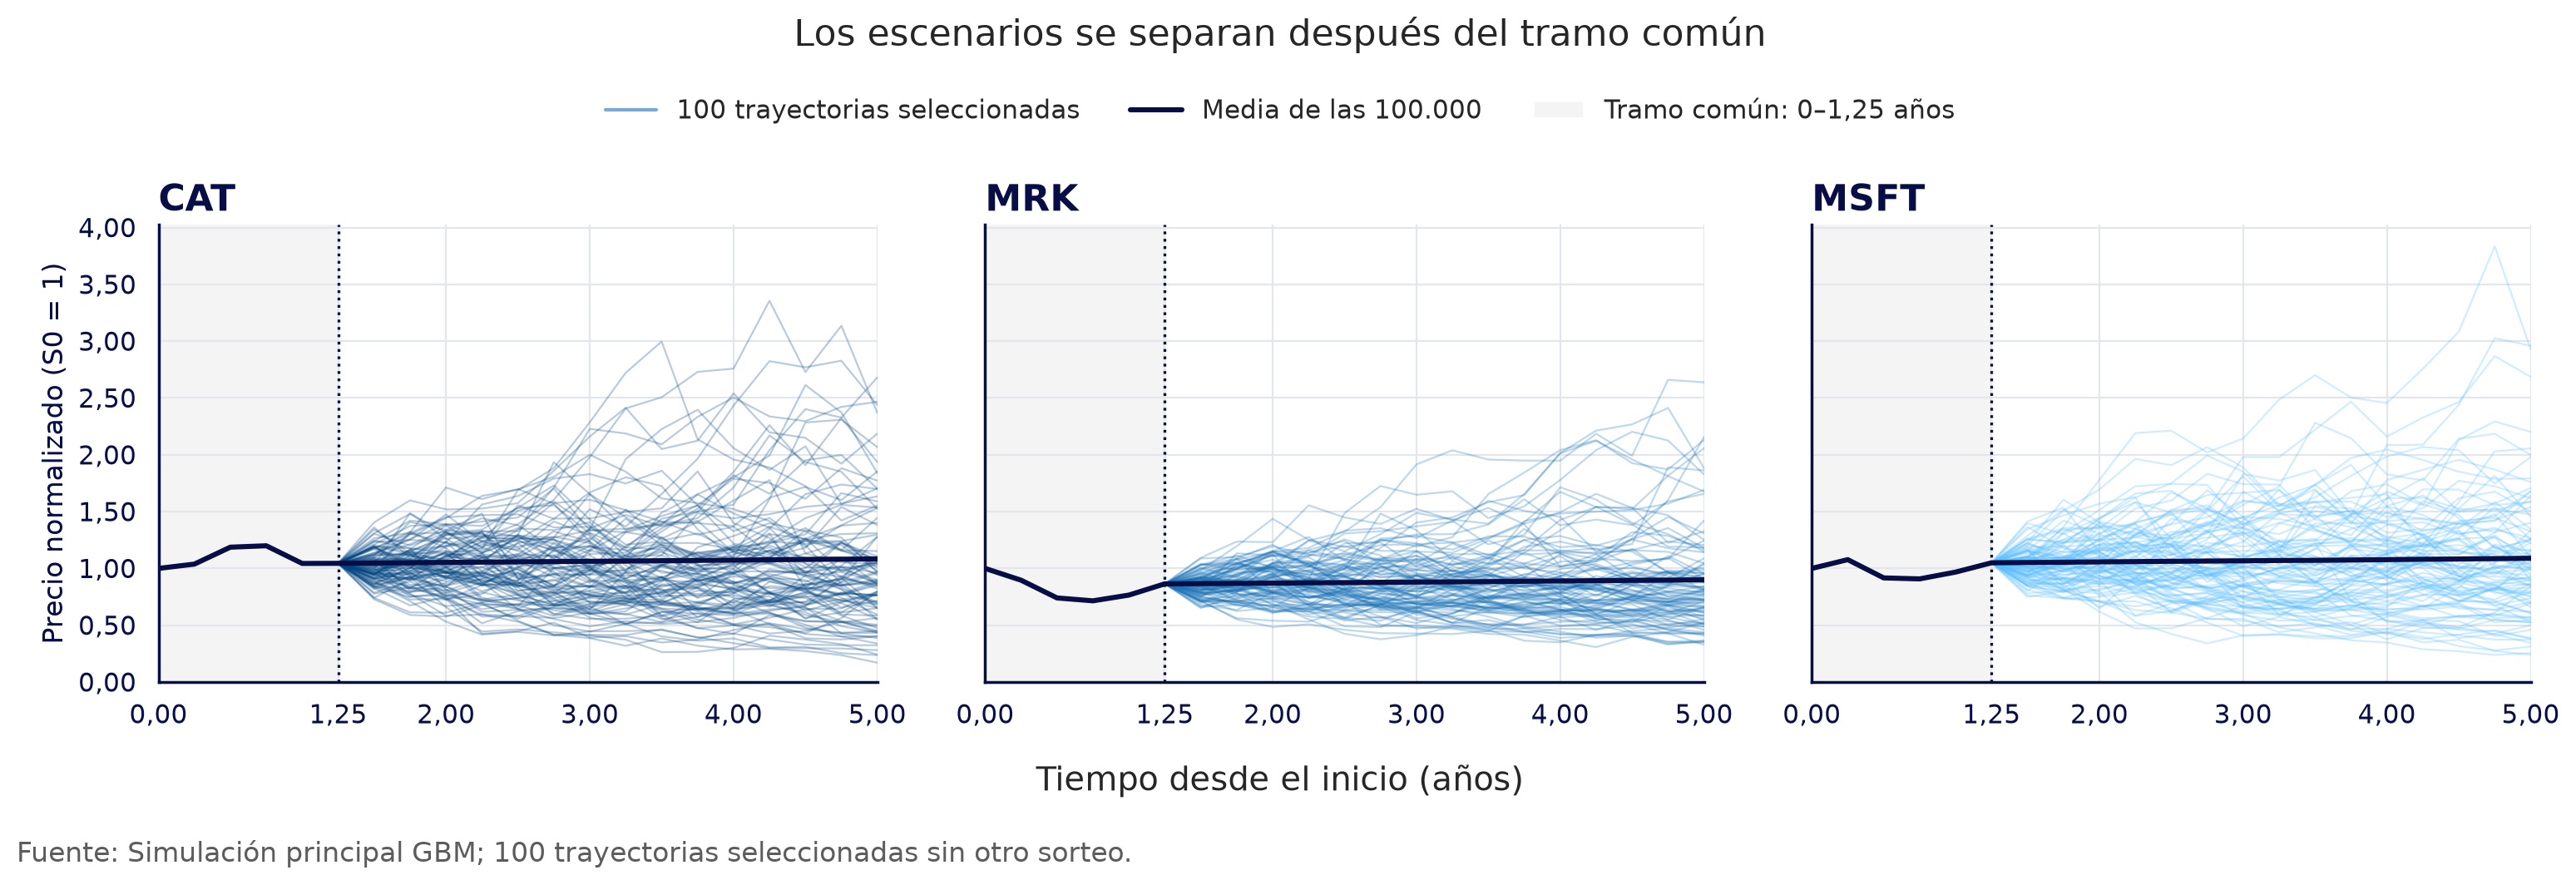 Los escenarios se separan después del tramo común
100 trayectorias seleccionadas
Media de las 100.000
Tramo común: 0–1,25 años
CAT
MRK
MSFT
Precio normalizado (S0 = 1)
4,00
3,50
3,00
2,50
2,00
1,50
1,00
0,50
0,00
0,00 1,25 2,00 3,00 4,00 5,00
0,00 1,25 2,00 3,00 4,00 5,00
0,00 1,25 2,00 3,00 4,00 5,00
Tiempo desde el inicio (años)
Fuente: Simulación principal GBM; 100 trayectorias seleccionadas sin otro sorteo.